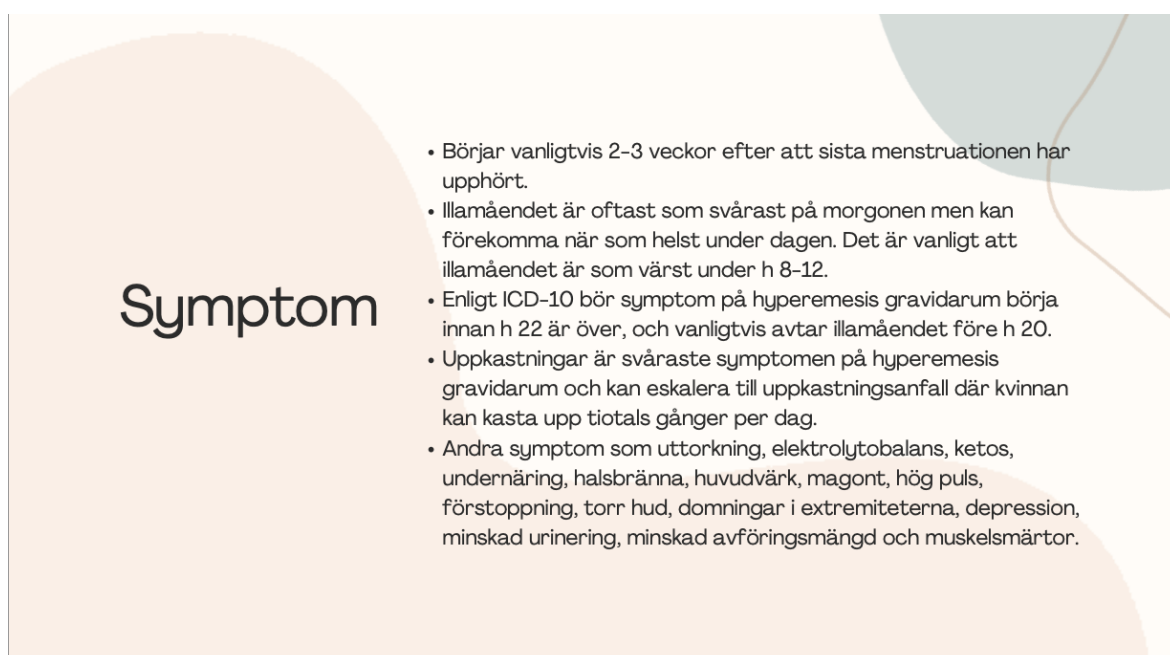 Symptom
• Börjar vanligtvis 2-3 veckor efter att sista menstruationen har
upphört.
• Illamåendet är oftast som svårast på morgonen men kan
förekomma när som helst under dagen. Det är vanligt att
illamåendet är som värst under h 8-12.
• Enligt ICD-10 bör symptom på hyperemesis gravidarum börja
innan h 22 är över, och vanligtvis avtar illamåendet före h 20.
• Uppkastningar är svåraste symptomen på hyperemesis
gravidarum och kan eskalera till uppkastningsanfall där kvinnan
kan kasta upp tiotals gånger per dag.
• Andra symptom som uttorkning, elektrolytobalans, ketos,
undernäring, halsbränna, huvudvärk, magont, hög puls,
förstoppning, torr hud, domningar i extremiteterna, depression,
minskad urinering, minskad avföringsmängd och muskelsmärtor.